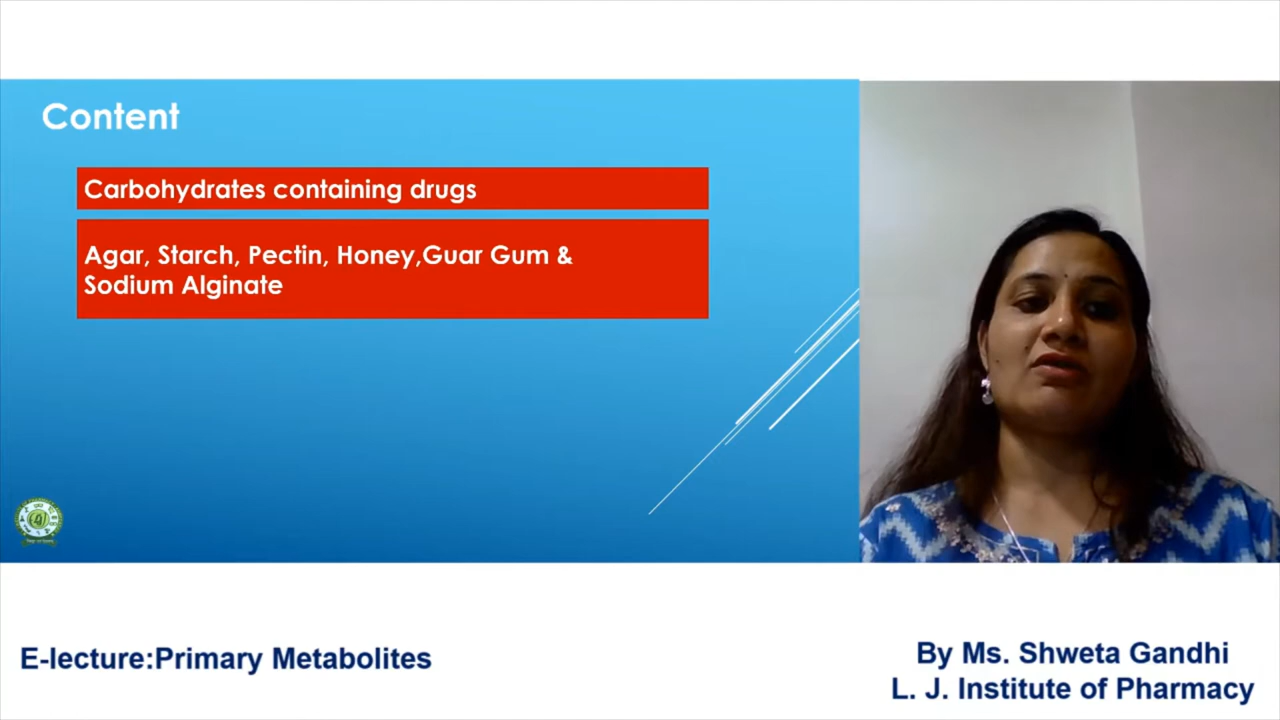 Content
Carbohydrates containing drugs
Agar, Starch, Pectin, Honey,Guar Gum &
Sodium Alginate
E-lecture:Primary Metabolites
By Ms. Shweta Gandhi
L. J. Institute of Pharmacy